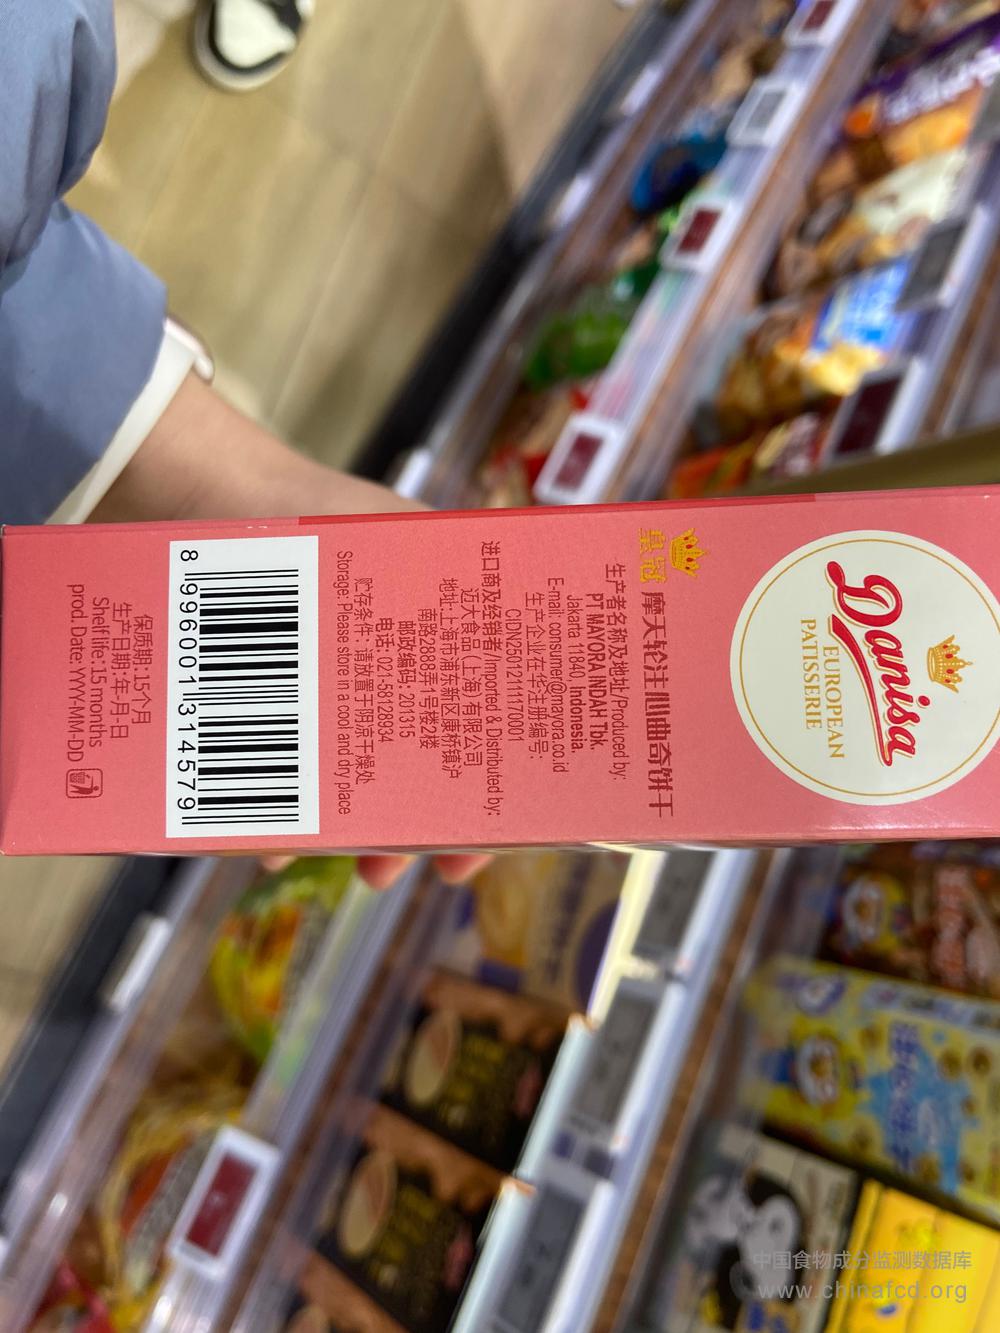 Danisa
EUROPEAN
PATISSERIE
皇冠 摩天轮注心曲奇饼干
生产者名称及地址/Produced by:
PT MAYORA INDAH Tbk.
Jakarta 11840, Indonesia.
E-mail: consumer@mayora.co.id
生产企业在华注册编号:
CIDN25012111170001
进口商及经销者/Imported & Distributed by:
迈大食品(上海)有限公司
地址:上海市浦东新区康桥镇沪
南路2888弄1号楼2楼
邮政编码: 201315
电话: 021-58128934
贮存条件: 请放置于阴凉干燥处
Storage: Please store in a cool and dry place
8 996001 314579
保质期: 15个月
生产日期:年-月-日
Shelf life:15 months
prod. Date: YYYY-MM-DD
中国食物成分监测数据库
www.chinafcd.org